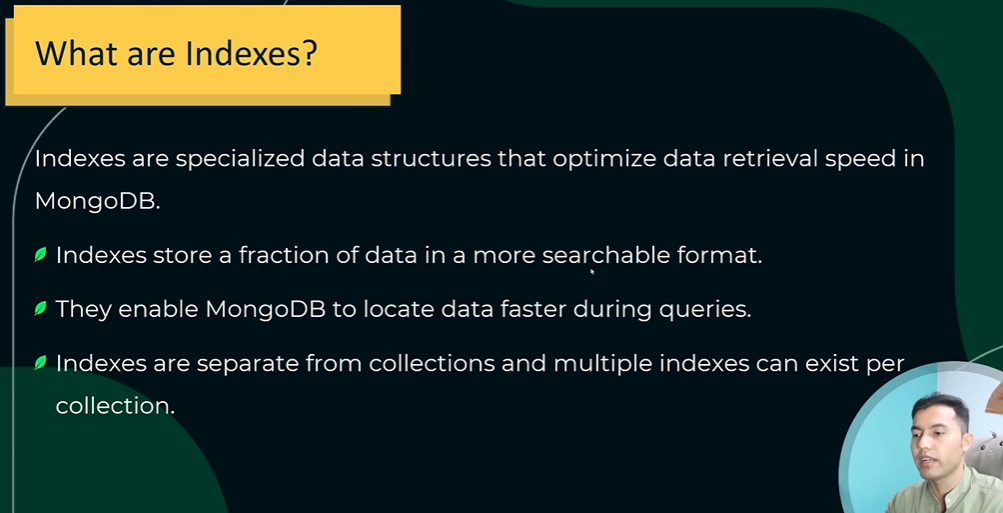 What are Indexes?
Indexes are specialized data structures that optimize data retrieval speed in
MongoDB.
Indexes store a fraction of data in a more searchable format.
They enable MongoDB to locate data faster during queries.
Indexes are separate from collections and multiple indexes can exist per
collection.